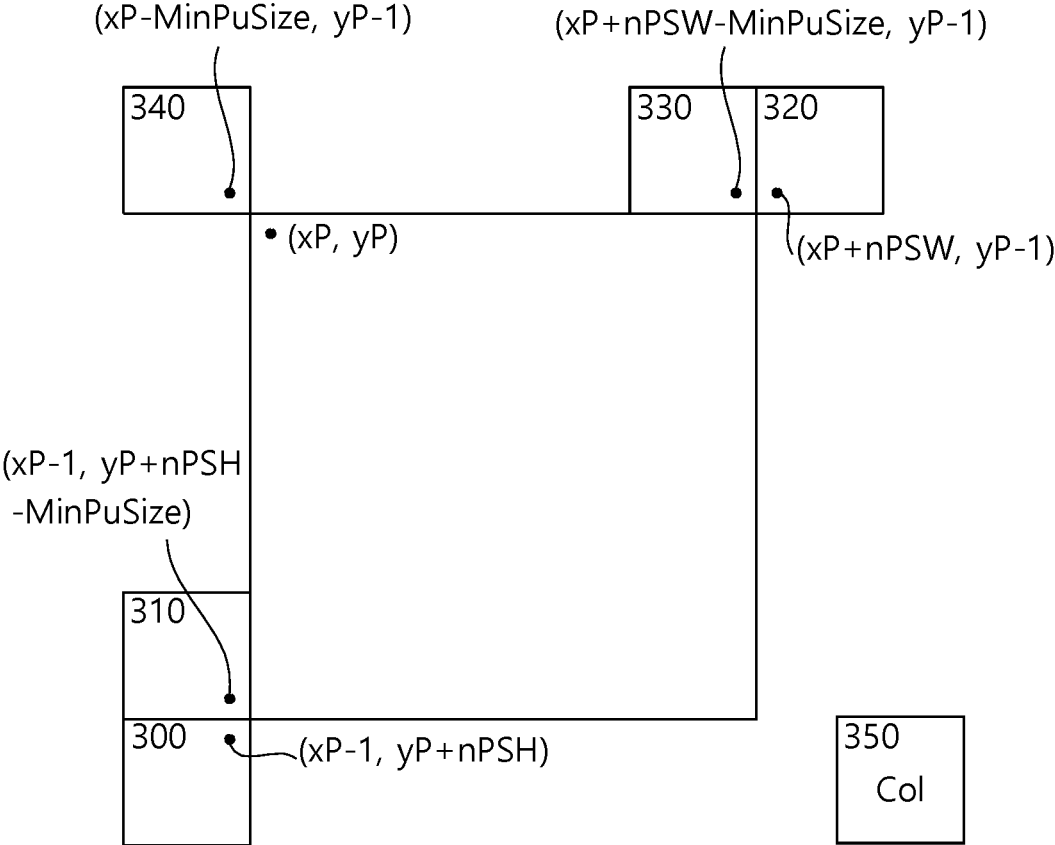 (xP-MinPuSize, yP-1)
(xP+nPSW-MinPuSize, yP-1)
340
330
320
(xP, yP)
(xP+nPSW, yP-1)
(xP-1, yP+nPSH
-MinPuSize)
310
300
(xP-1, yP+nPSH)
350
Col